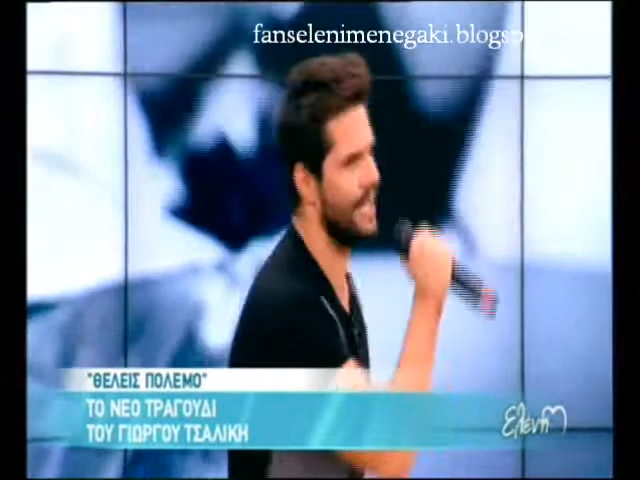 fanselenimenegaki.blogsp
"ΘΕΛΕΙΣ ΠΟΛΕΜΟ"
ΤΟ ΝΕΟ ΤΡΑΓΟΥΔΙ
ΤΟΥ ΓΙΩΡΓΟΥ ΤΣΑΛΙΚΗ
Ελένη